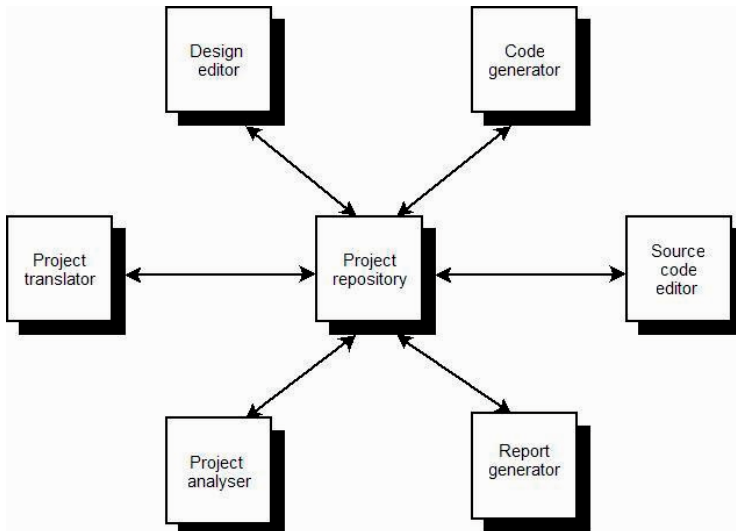 Design
editor
Code
generator
Project
translator
Project
repository
Source
code
editor
Project
analyser
Report
generator